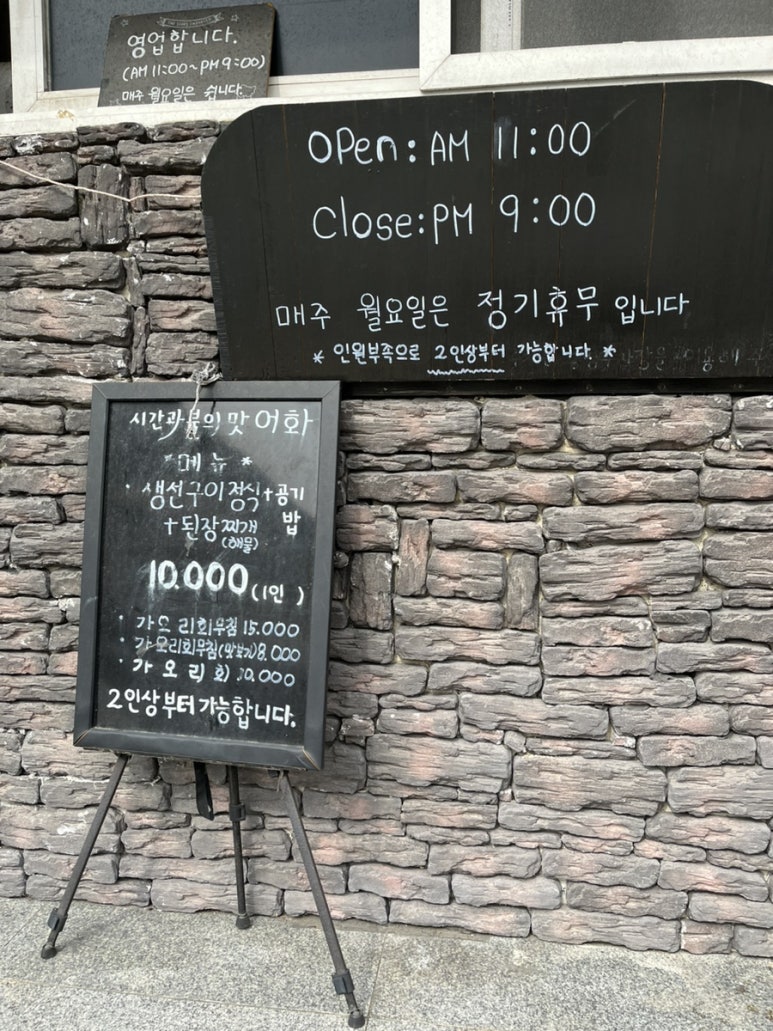 영업합니다.
(AM 11:00~PM 9:00)
매주 월요일은 쉽니다.
OPen: AM 11:00
Close: PM 9:00
매주 월요일은 정기휴무 입니다
* 인원부족으로 2인상부터 가능합니다. *
시간과 불의 맛 어화
*메뉴*
· 생선구이정식+공기밥
+된장찌개
(해물)
10.000(1인 )
· 가오리회무침 15.000
· 가오리회무침(맛보기)8.000
· 가오리회
2인상부터가능합니다.